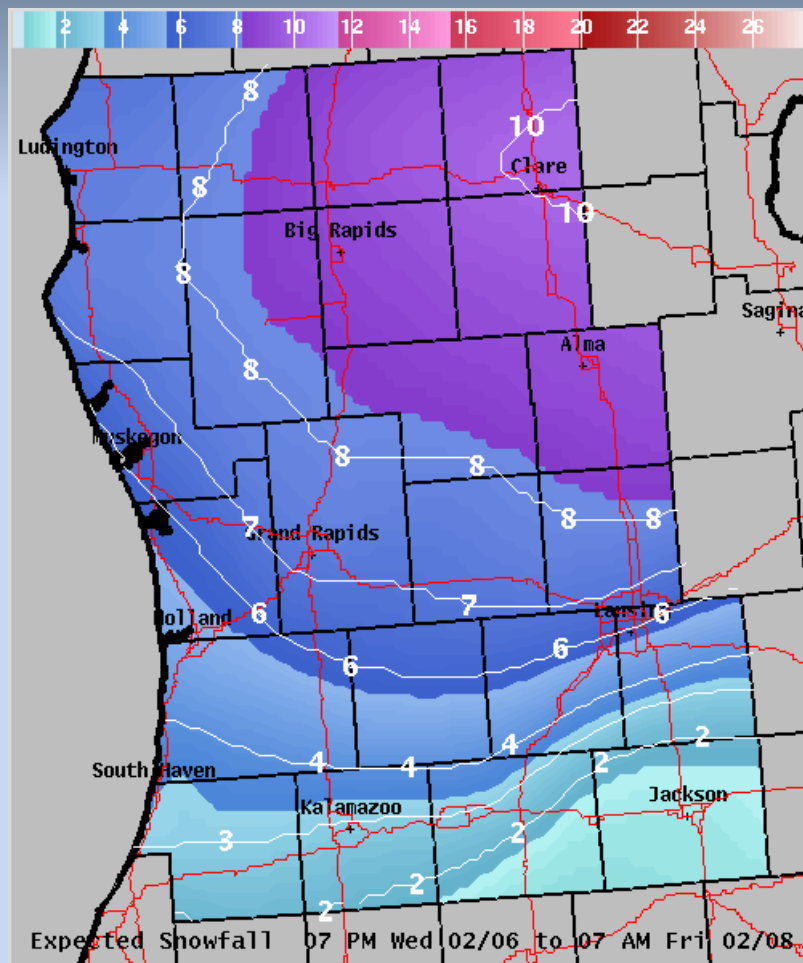 2 4 6 8 10 12 14 16 18 20 22 24 26
8
10
Ludington
Clare
8
10
Big Rapids
8
Sagina
Alma
8
Muskegon
8 8
8 8
7
Grand Rapids
7
6 Lansin 6
Holland
6
6
4
2
4 4
2
South Haven
Jackson
Kalamazoo
2
3
2
2
Expected Snowfall 07 PM Wed 02/06 to 07 AM Fri 02/08